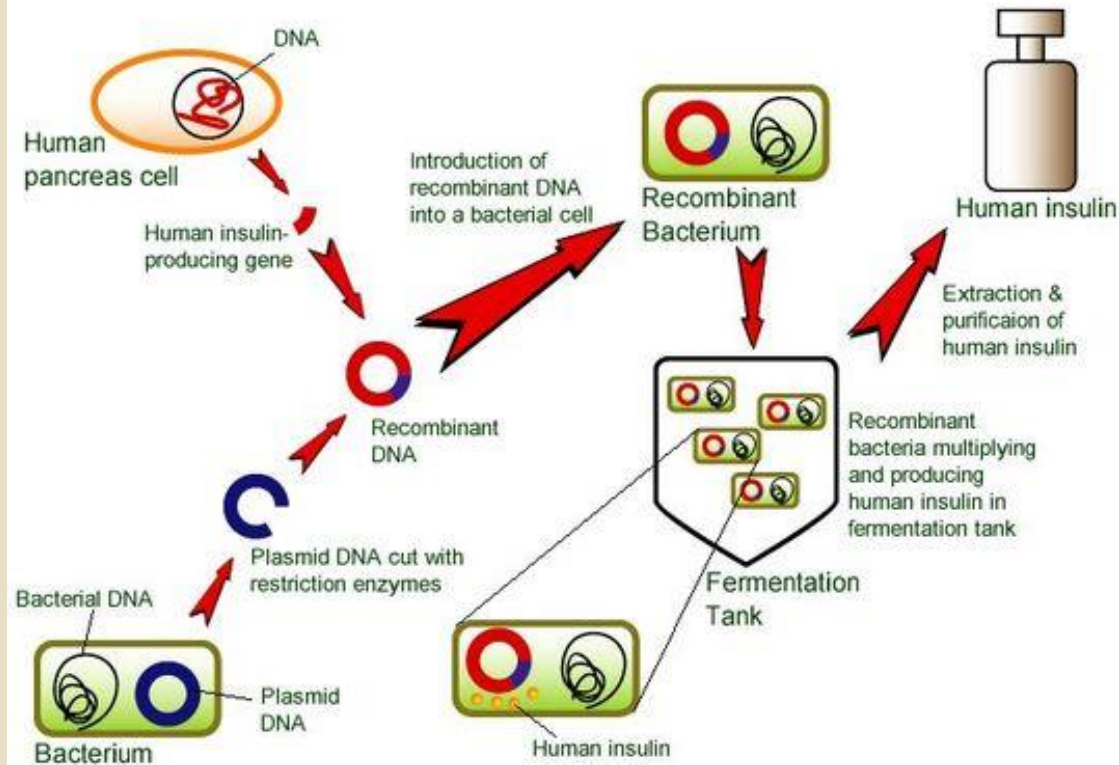 DNA
Human
pancreas cell
Human insulin-
producing gene
Introduction of
recombinant DNA
into a bacterial cell
Recombinant
Bacterium
Human insulin
Extraction &
purificaion of
human insulin
Recombinant
DNA
Recombinant
bacteria multiplying
and producing
human insulin in
fermentation tank
Plasmid DNA cut with
restriction enzymes
Fermentation
Tank
Bacterial DNA
Plasmid
DNA
Bacterium
Human insulin